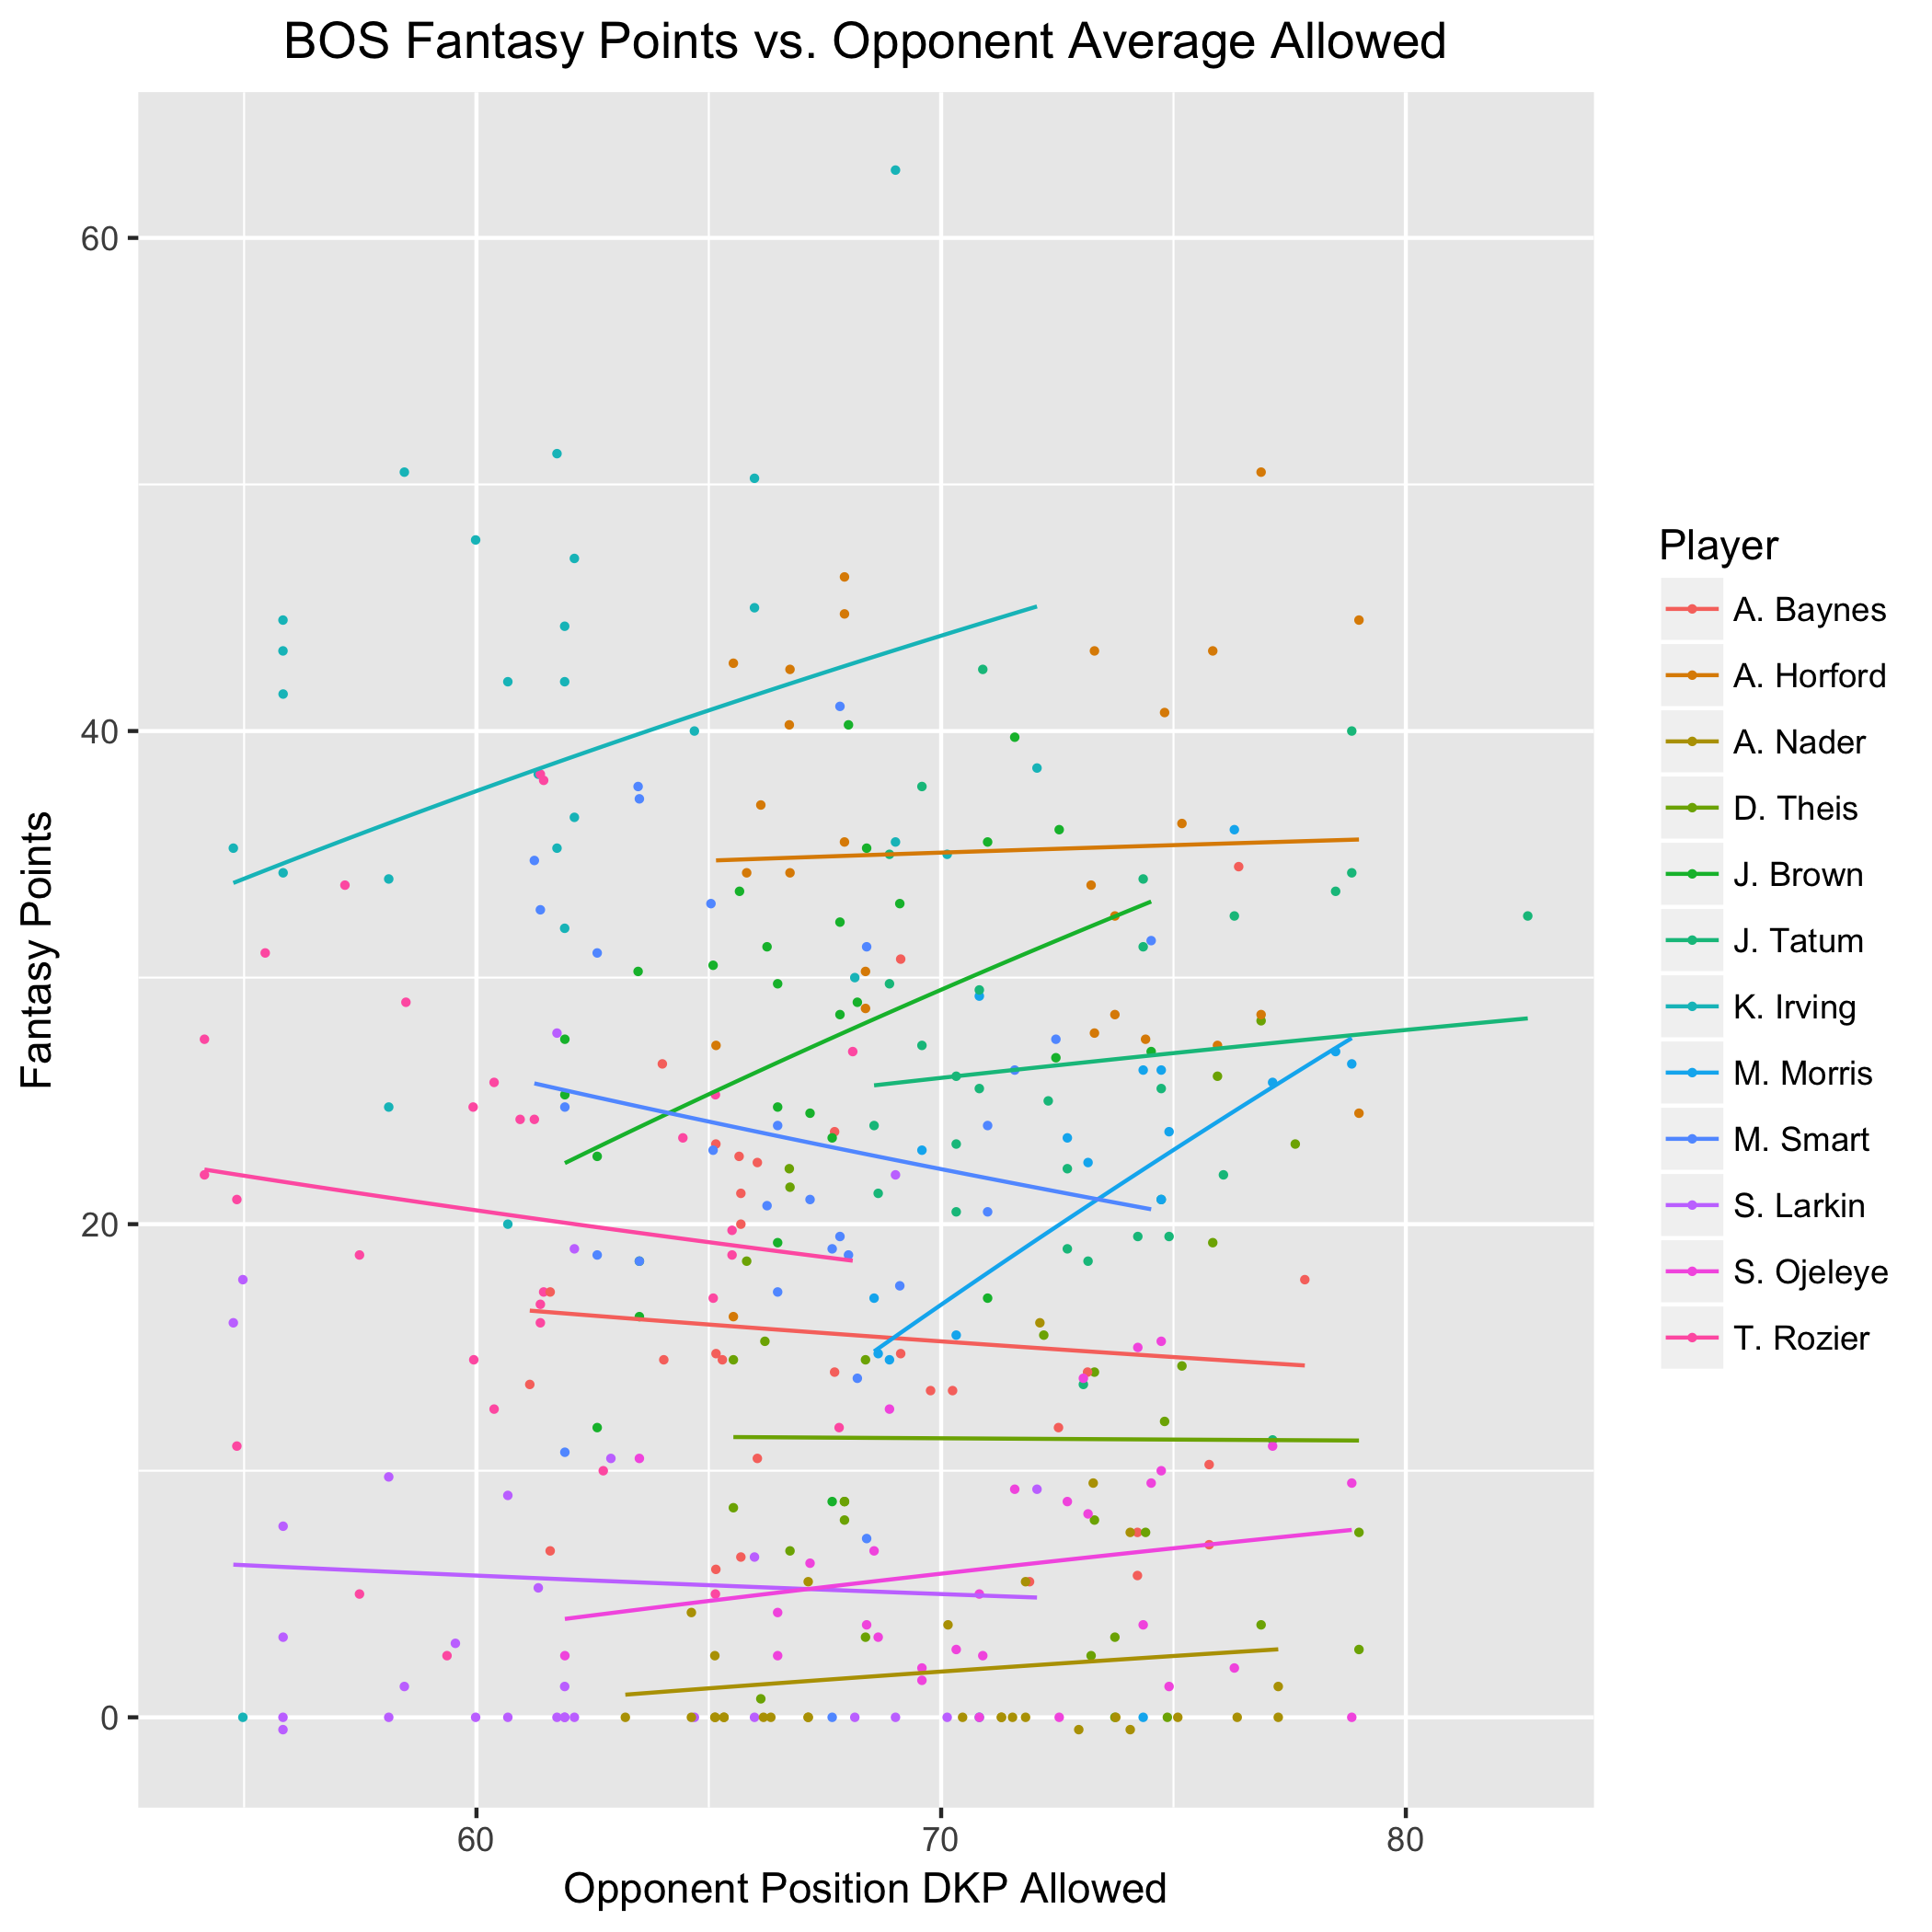 BOS Fantasy Points vs. Opponent Average Allowed
60
40
20
0
Fantasy Points
60 70 80
Opponent Position DKP Allowed
Player
A. Baynes
A. Horford
A. Nader
D. Theis
J. Brown
J. Tatum
K. Irving
M. Morris
M. Smart
S. Larkin
S. Ojeleye
T. Rozier